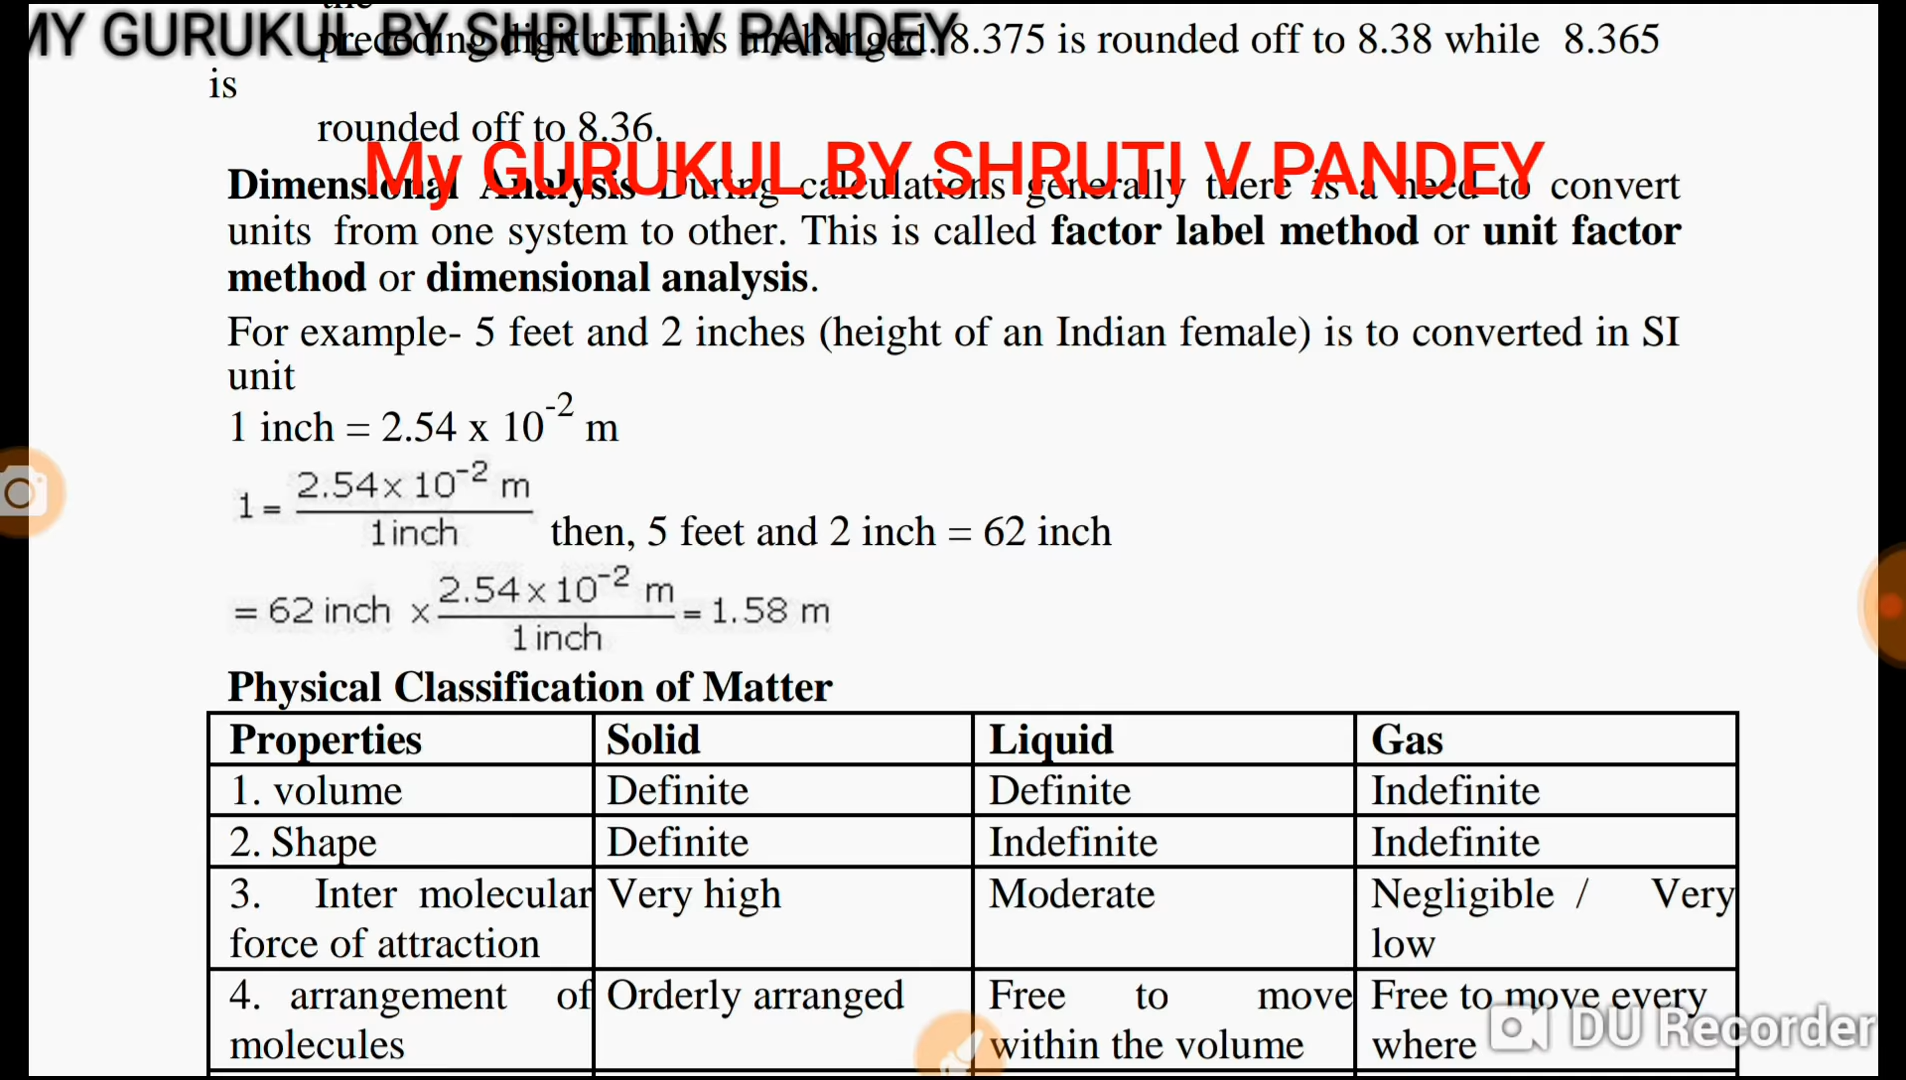 the
MY GURUKUL BY SHRUTI V PANDEY
preceding digit remains unchanged. 8.375 is rounded off to 8.38 while 8.365
is
rounded off to 8.36.
My GURUKUL BY SHRUTI V PANDEY
Dimensional Analysis During calculations generally there is a need to convert
units from one system to other. This is called factor label method or unit factor
method or dimensional analysis.
For example- 5 feet and 2 inches (height of an Indian female) is to converted in SI
unit
1 inch = 2.54 x 10⁻² m
1 = 2.54 x 10⁻² m / 1 inch then, 5 feet and 2 inch = 62 inch
= 62 inch x 2.54 x 10⁻² m / 1 inch = 1.58 m
Physical Classification of Matter
Properties Solid Liquid Gas
1. volume Definite Definite Indefinite
2. Shape Definite Indefinite Indefinite
3. Inter molecular Very high Moderate Negligible / Very
force of attraction low
4. arrangement of Orderly arranged Free to move Free to move every
molecules within the volume where
DU Recorder